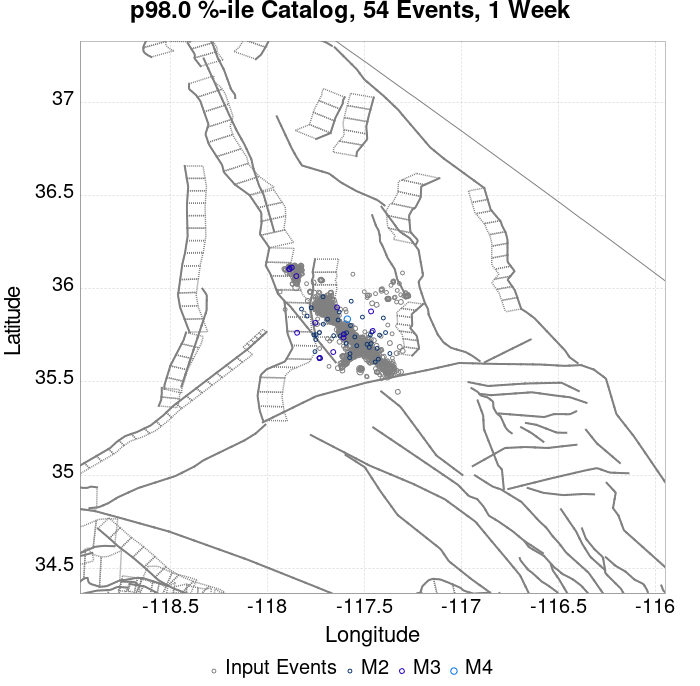 p98.0 %-ile Catalog, 54 Events, 1 Week
37
36.5
36
35.5
35
34.5
Latitude
-118.5 -118 -117.5 -117 -116.5 -116
Longitude
Input Events M2 M3 M4